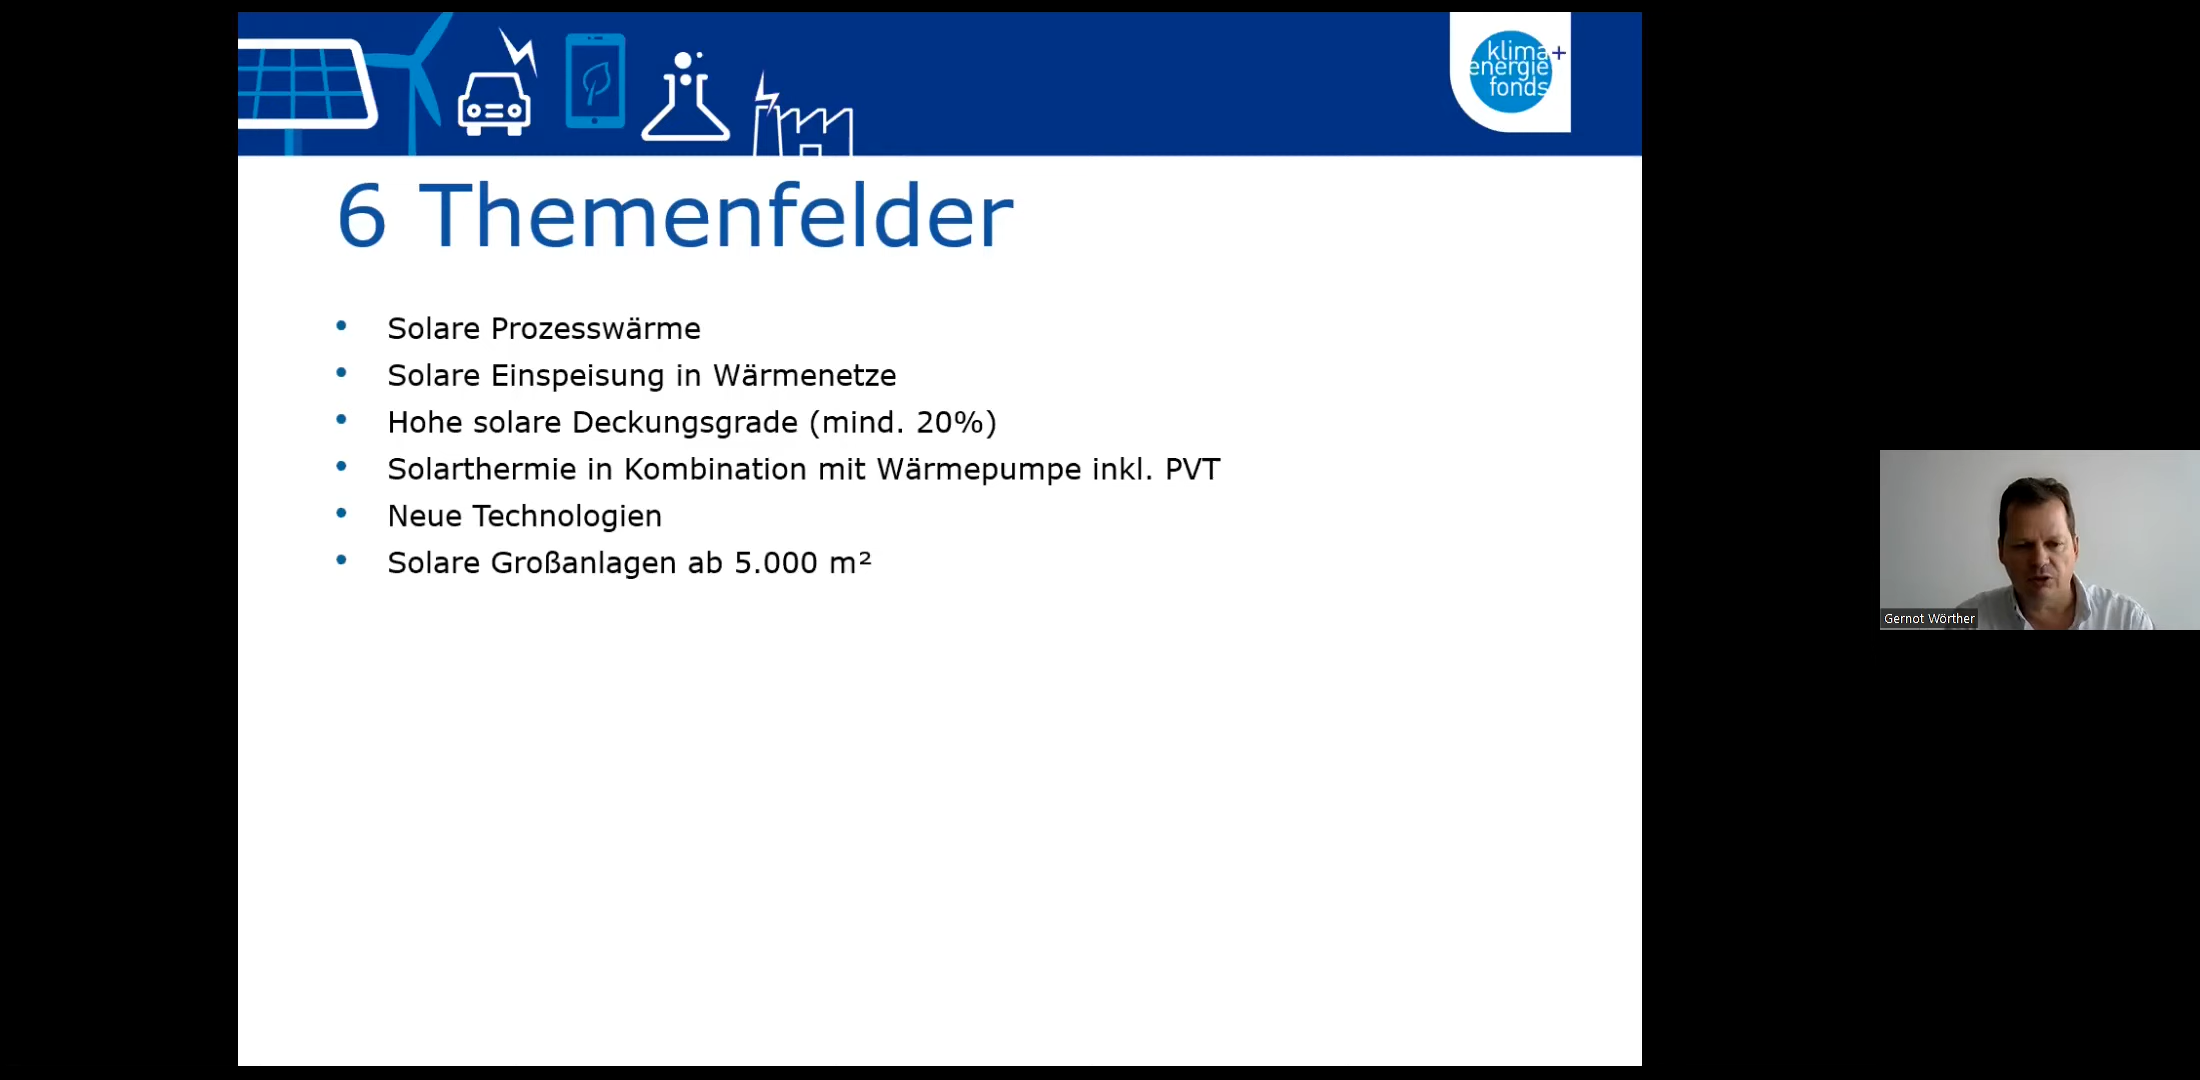 klima+
energie
fonds
6 Themenfelder
• Solare Prozesswärme
• Solare Einspeisung in Wärmenetze
• Hohe solare Deckungsgrade (mind. 20%)
• Solarthermie in Kombination mit Wärmepumpe inkl. PVT
• Neue Technologien
• Solare Großanlagen ab 5.000 m²
Gernot Wörther